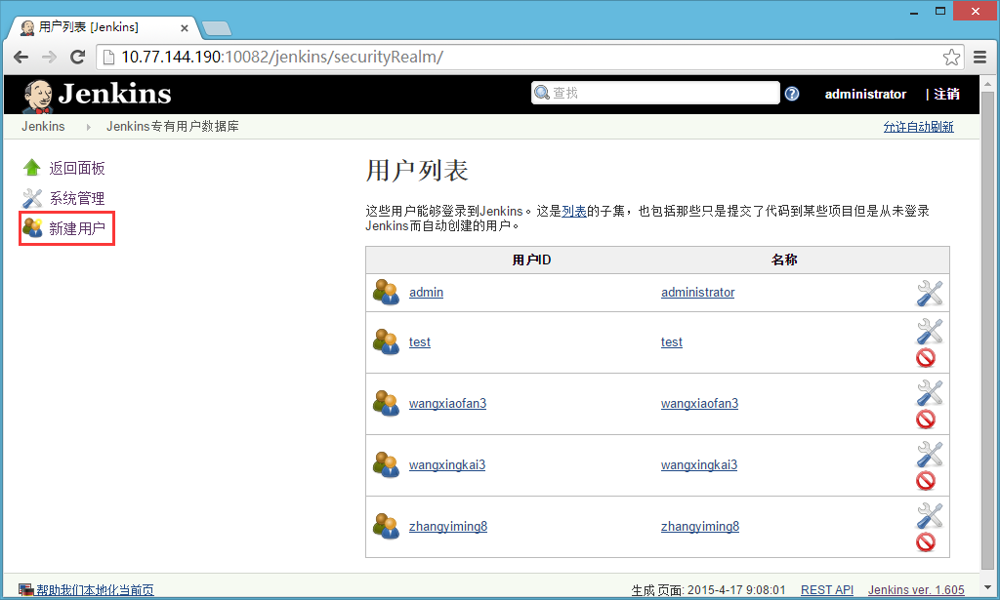 用户列表 [Jenkins]
10.77.144.190:10082/jenkins/securityRealm/
Jenkins
查找
administrator
| 注销
Jenkins
Jenkins专有用户数据库
允许自动刷新
返回面板
系统管理
新建用户
用户列表
这些用户能够登录到Jenkins。这是列表的子集，也包括那些只是提交了代码到某些项目但是从未登录
Jenkins而自动创建的用户。
用户ID 名称
admin administrator
test test
wangxiaofan3 wangxiaofan3
wangxingkai3 wangxingkai3
zhangyiming8 zhangyiming8
帮助我们本地化当前页
生成 页面: 2015-4-17 9:08:01 REST API Jenkins ver. 1.605